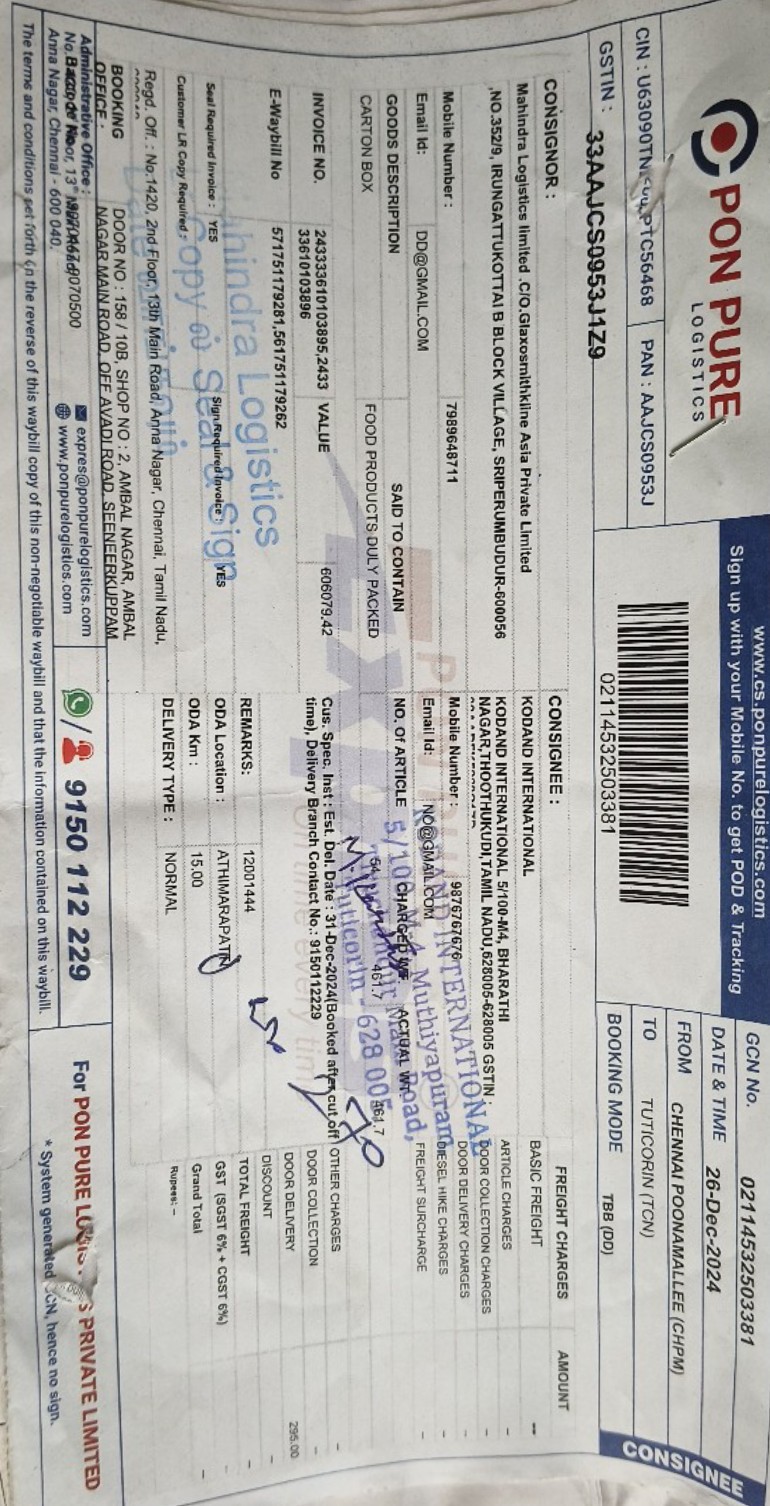 PON PURE
LOGISTICS
www.cs.ponpurelogistics.com
Sign up with your Mobile No. to get POD & Tracking
GCN No. 02114532503381
DATE & TIME 26-Dec-2024
FROM CHENNAI POONAMALLEE (CHPM)
TO TUTICORIN (TCN)
BOOKING MODE TBB (DD)
CONSIGNEE
CIN : PTC56468 PAN : AAJCS0953J
GSTIN : 33AAJCS0953J1Z9
02114532503381
CONSIGNOR :
Mahindra Logistics limited .C/O.Glaxosmithkline Asia Private Limited
,NO.352/9, IRUNGATTUKOTTAI B BLOCK VILLAGE, SRIPERUMBUDUR-600056
Mobile Number : 7989648711
Email Id: DD@GMAIL.COM
CONSIGNEE :
KODAND INTERNATIONAL
KODAND INTERNATIONAL 5/100-M4, BHARATHI
NAGAR,THOOTHUKUDI,TAMIL NADU,628005-628005 GSTIN :
Mobile Number : 9876767676
Email Id: NO@GMAIL.COM
GOODS DESCRIPTION SAID TO CONTAIN NO. OF ARTICLE CHARGED WT. ACTUAL WT.
CARTON BOX FOOD PRODUCTS DULY PACKED 54 461.7 461.7
INVOICE NO. 243333610103895,2433
33610103896
VALUE 606079.42
E-Waybill No 571751179281,561751179262
Seal Required Invoice : YES Sign Required Invoice : YES
Customer LR Copy Required :
Cus. Spec. Inst : Est. Del. Date : 31-Dec-2024(Booked after cut off
time), Delivery Branch Contact No.: 9150112229
REMARKS: 12001444
ODA Location : ATHIMARAPATTI
ODA Km : 15.00
DELIVERY TYPE : NORMAL
FREIGHT CHARGES AMOUNT
BASIC FREIGHT --
ARTICLE CHARGES -
DOOR COLLECTION CHARGES -
DOOR DELIVERY CHARGES -
DIESEL HIKE CHARGES -
FREIGHT SURCHARGE -
OTHER CHARGES -
DOOR COLLECTION -
DOOR DELIVERY 295.00
DISCOUNT -
TOTAL FREIGHT -
GST (SGST 6% + CGST 6%)
Grand Total -
Rupees: --
KODAND INTERNATIONAL
5/100-M4, Muthiyapuram
Main Road,
Tuticorin - 628 005
Mahindra Logistics
Copy Seal & Sign
Regd. Off. : No.1420, 2nd Floor, 13th Main Road, Anna Nagar, Chennai, Tamil Nadu,
BOOKING OFFICE : DOOR NO : 158 / 10B, SHOP NO : 2, AMBAL NAGAR, AMBAL
NAGAR MAIN ROAD, OFF AVADI ROAD, SEENEERKUPPAM
Administrative Office :
Anna Nagar, Chennai - 600 040.
expres@ponpurelogistics.com
www.ponpurelogistics.com
9150 112 229
For PON PURE LOGISTICS PRIVATE LIMITED
* System generated GCN, hence no sign.
The terms and conditions set forth on the reverse of this waybill copy of this non-negotiable waybill and that the information contained on this waybill.